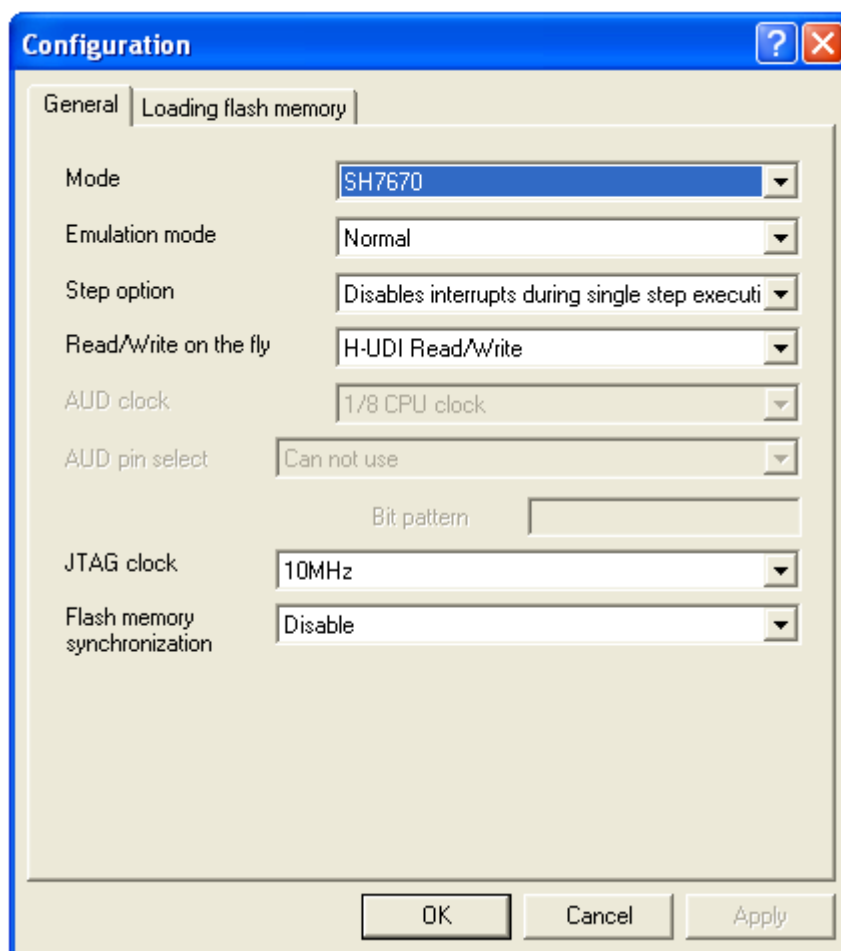 Configuration
General
Loading flash memory
Mode
SH7670
Emulation mode
Normal
Step option
Disables interrupts during single step executi
Read/Write on the fly
H-UDI Read/Write
AUD clock
1/8 CPU clock
AUD pin select
Can not use
Bit pattern
JTAG clock
10MHz
Flash memory
synchronization
Disable
OK
Cancel
Apply